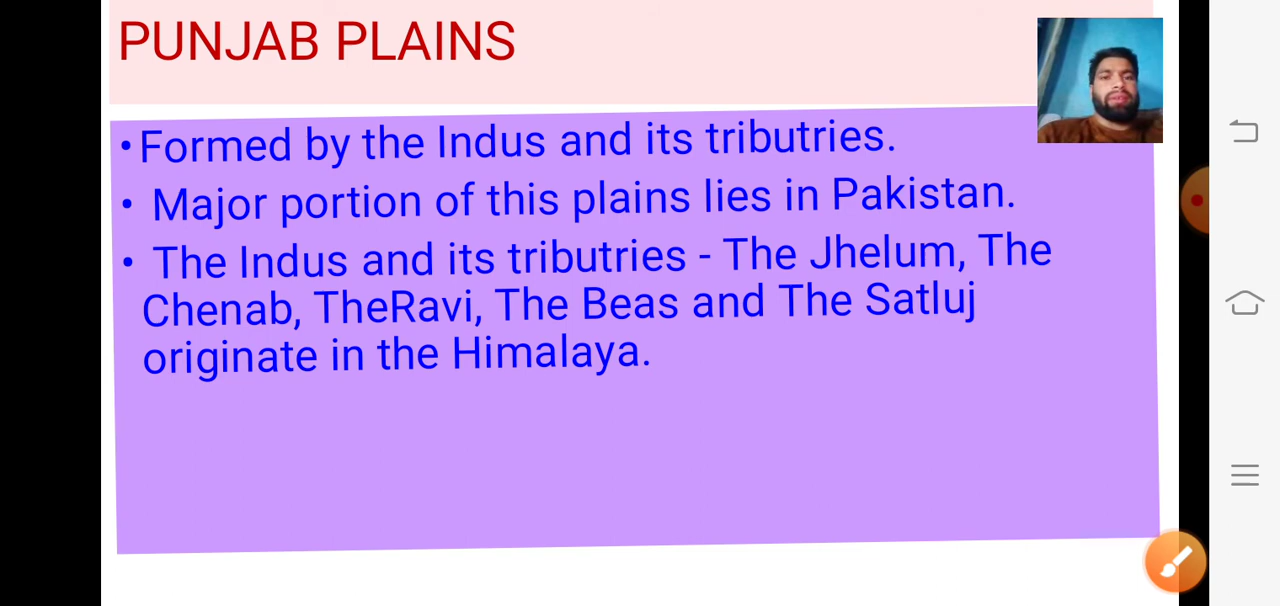 PUNJAB PLAINS
•Formed by the Indus and its tributries.
• Major portion of this plains lies in Pakistan.
• The Indus and its tributries - The Jhelum, The
Chenab, TheRavi, The Beas and The Satluj
originate in the Himalaya.